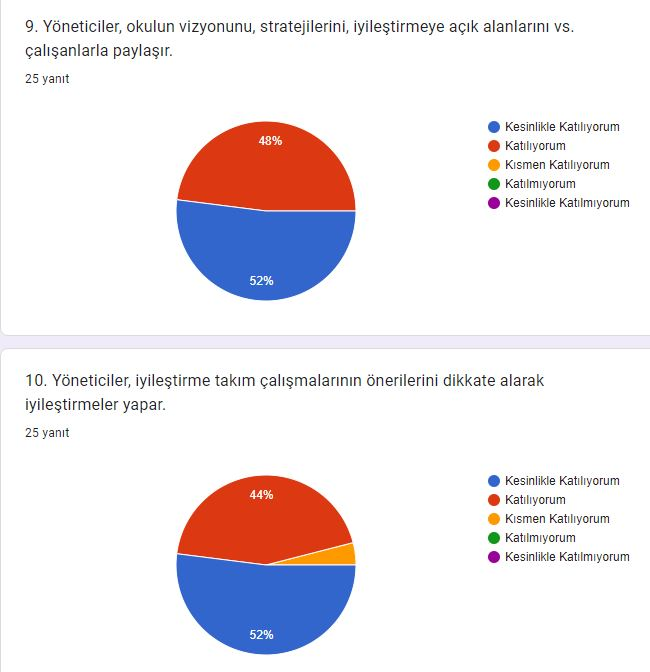 9. Yöneticiler, okulun vizyonunu, stratejilerini, iyileştirmeye açık alanlarını vs.
çalışanlarla paylaşır.
25 yanıt
48%
52%
Kesinlikle Katılıyorum
Katılıyorum
Kısmen Katılıyorum
Katılmıyorum
Kesinlikle Katılmıyorum
10. Yöneticiler, iyileştirme takım çalışmalarının önerilerini dikkate alarak
iyileştirmeler yapar.
25 yanıt
44%
52%
Kesinlikle Katılıyorum
Katılıyorum
Kısmen Katılıyorum
Katılmıyorum
Kesinlikle Katılmıyorum